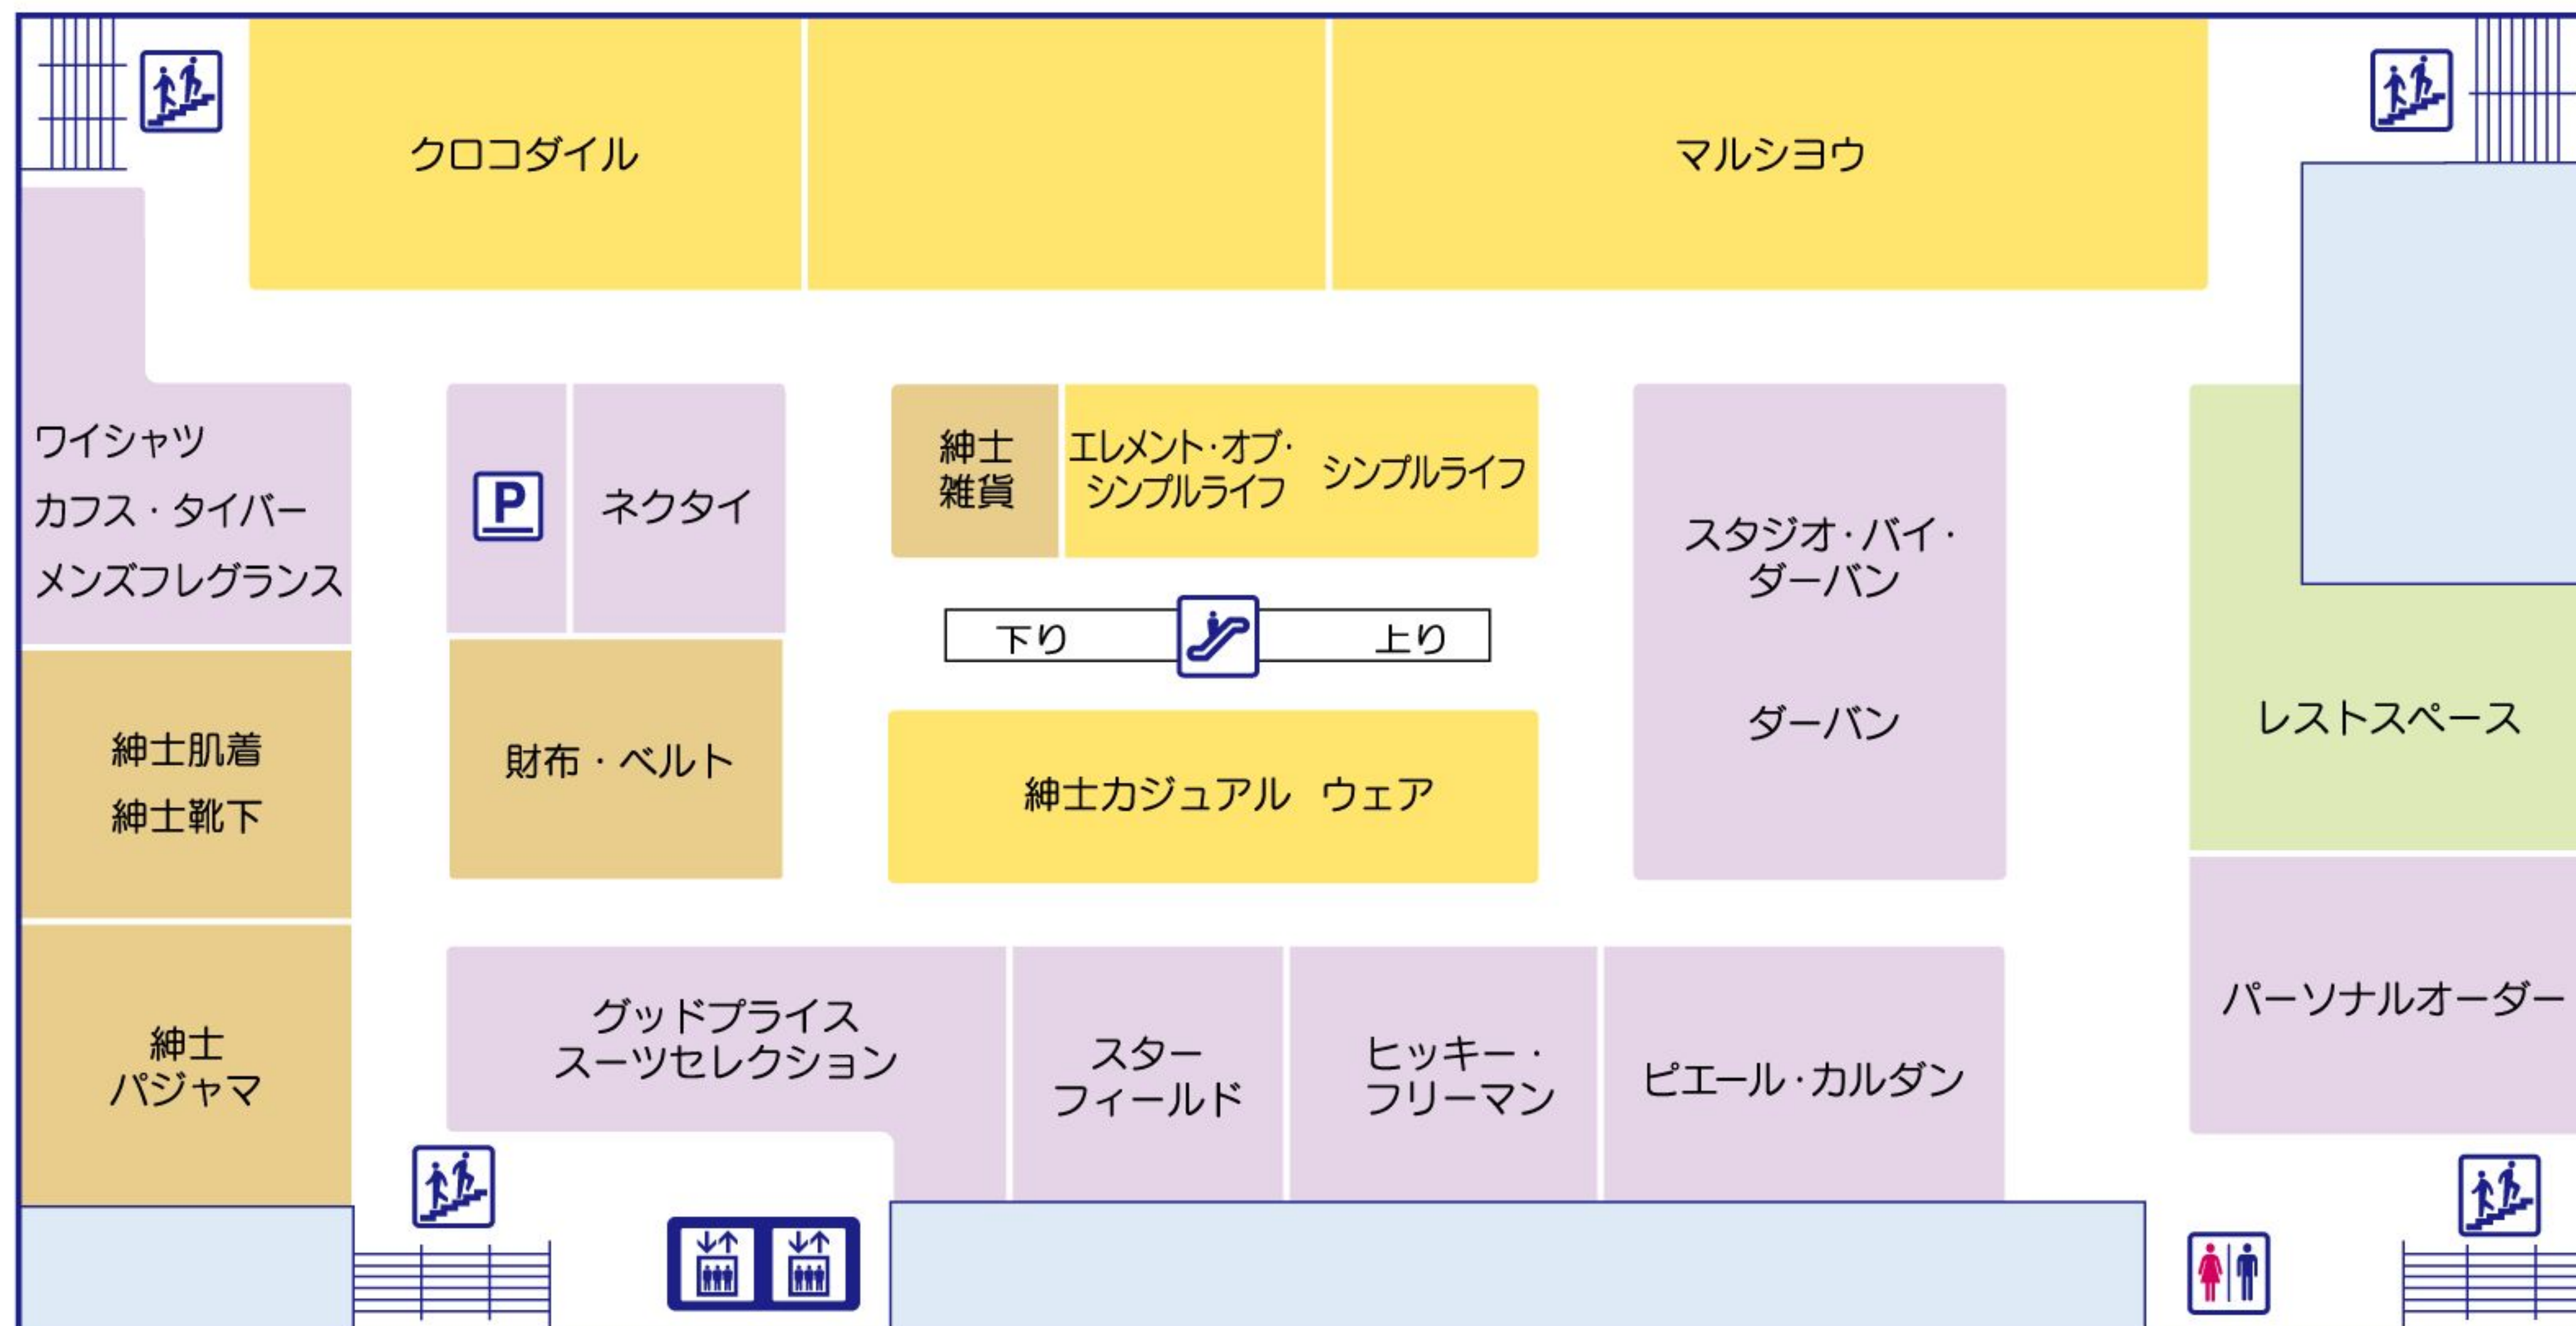 クロコダイル
マルシヨウ
ワイシャツ
カフス・タイバー
メンズフレグランス
P
ネクタイ
紳士
雑貨
エレメント・オブ・
シンプルライフ
シンプルライフ
スタジオ・バイ・
ダーバン
ダーバン
下り
上り
レストスペース
紳士肌着
紳士靴下
財布・ベルト
紳士カジュアル ウェア
紳士
パジャマ
グッドプライス
スーツセレクション
スター
フィールド
ヒッキー・
フリーマン
ピエール・カルダン
パーソナルオーダー